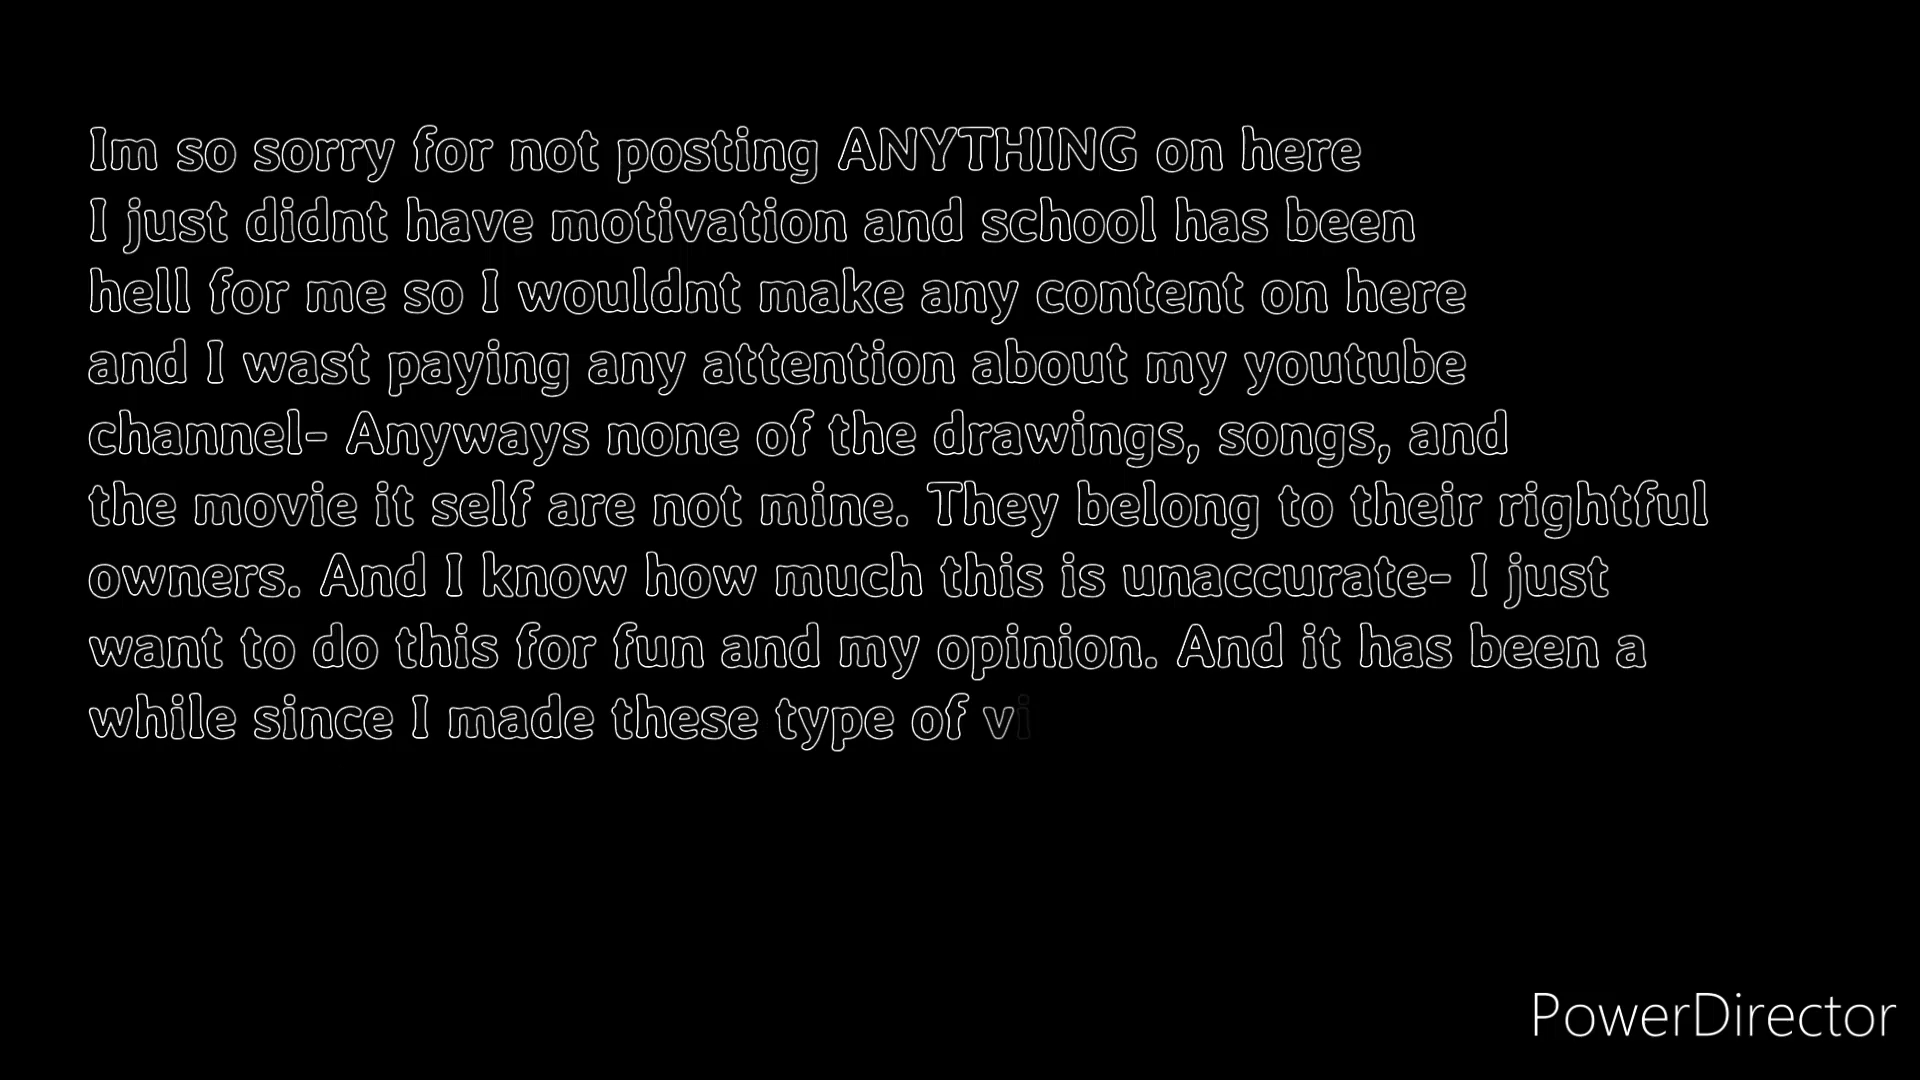 Im so sorry for not posting ANYTHING on here
I just didnt have motivation and school has been
hell for me so I wouldnt make any content on here
and I wast paying any attention about my youtube
channel- Anyways none of the drawings, songs, and
the movie it self are not mine. They belong to their rightful
owners. And I know how much this is unaccurate- I just
want to do this for fun and my opinion. And it has been a
while since I made these type of vi
PowerDirector